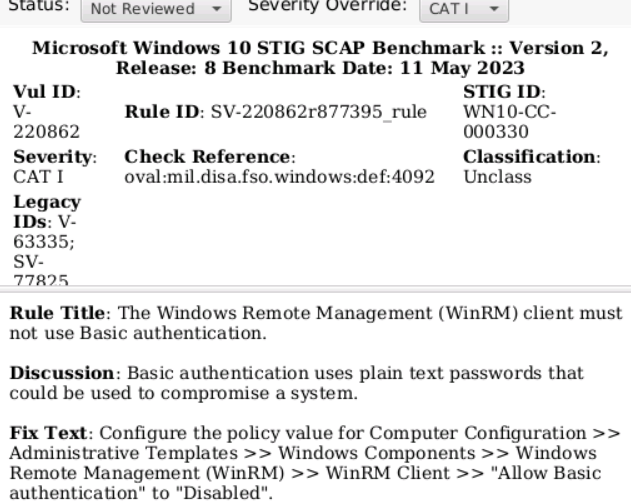 Status: Not Reviewed Severity Override: CAT I
Microsoft Windows 10 STIG SCAP Benchmark :: Version 2,
Release: 8 Benchmark Date: 11 May 2023
Vul ID:
V-
220862
Rule ID: SV-220862r877395_rule
STIG ID:
WN10-CC-
000330
Severity:
CAT I
Check Reference:
oval:mil.disa.fso.windows:def:4092
Classification:
Unclass
Legacy
IDs: V-
63335;
SV-
77825
Rule Title: The Windows Remote Management (WinRM) client must
not use Basic authentication.
Discussion: Basic authentication uses plain text passwords that
could be used to compromise a system.
Fix Text: Configure the policy value for Computer Configuration >>
Administrative Templates >> Windows Components >> Windows
Remote Management (WinRM) >> WinRM Client >> "Allow Basic
authentication" to "Disabled".